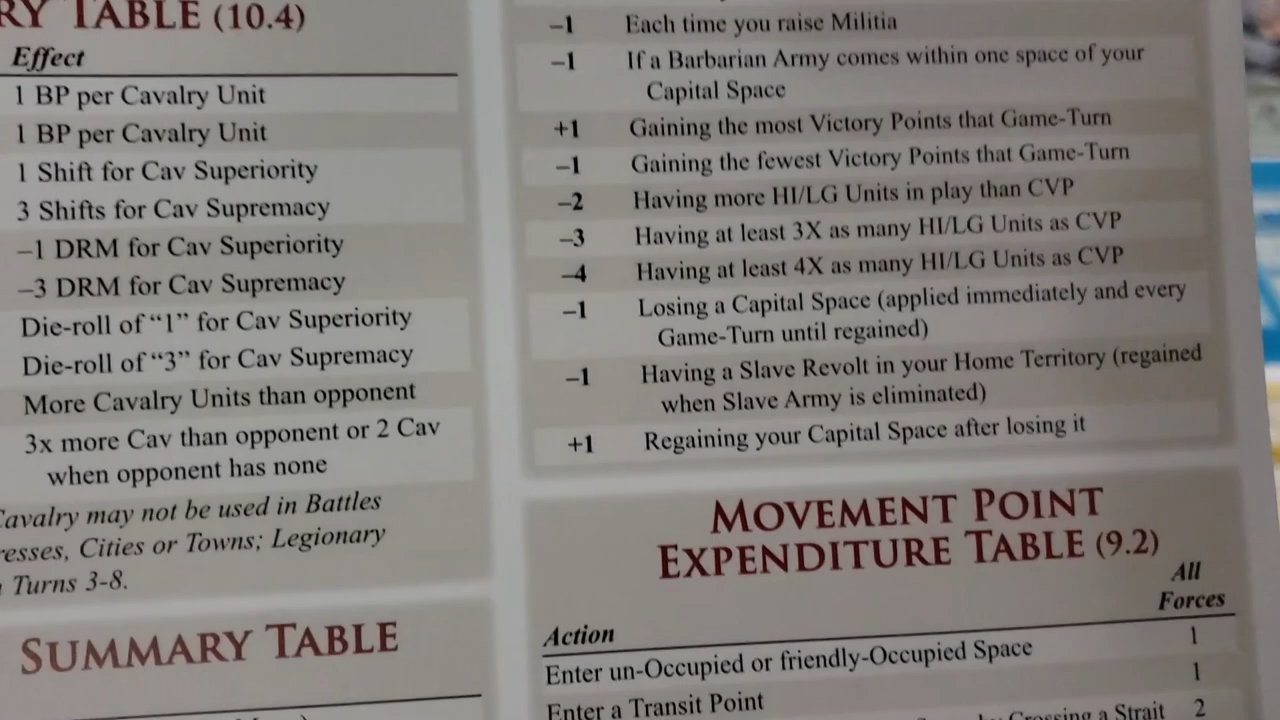 RY TABLE (10.4)
Effect
1 BP per Cavalry Unit
1 BP per Cavalry Unit
1 Shift for Cav Superiority
3 Shifts for Cav Supremacy
–1 DRM for Cav Superiority
–3 DRM for Cav Supremacy
Die-roll of “1” for Cav Superiority
Die-roll of “3” for Cav Supremacy
More Cavalry Units than opponent
3x more Cav than opponent or 2 Cav
when opponent has none
Cavalry may not be used in Battles
resses, Cities or Towns; Legionary
Turns 3-8.
SUMMARY TABLE
–1 Each time you raise Militia
–1 If a Barbarian Army comes within one space of your
Capital Space
+1 Gaining the most Victory Points that Game-Turn
–1 Gaining the fewest Victory Points that Game-Turn
–2 Having more HI/LG Units in play than CVP
–3 Having at least 3X as many HI/LG Units as CVP
–4 Having at least 4X as many HI/LG Units as CVP
–1 Losing a Capital Space (applied immediately and every
Game-Turn until regained)
–1 Having a Slave Revolt in your Home Territory (regained
when Slave Army is eliminated)
+1 Regaining your Capital Space after losing it
MOVEMENT POINT
EXPENDITURE TABLE (9.2)
All
Forces
Action
Enter un-Occupied or friendly-Occupied Space 1
Enter a Transit Point 1
Crossing a Strait 2